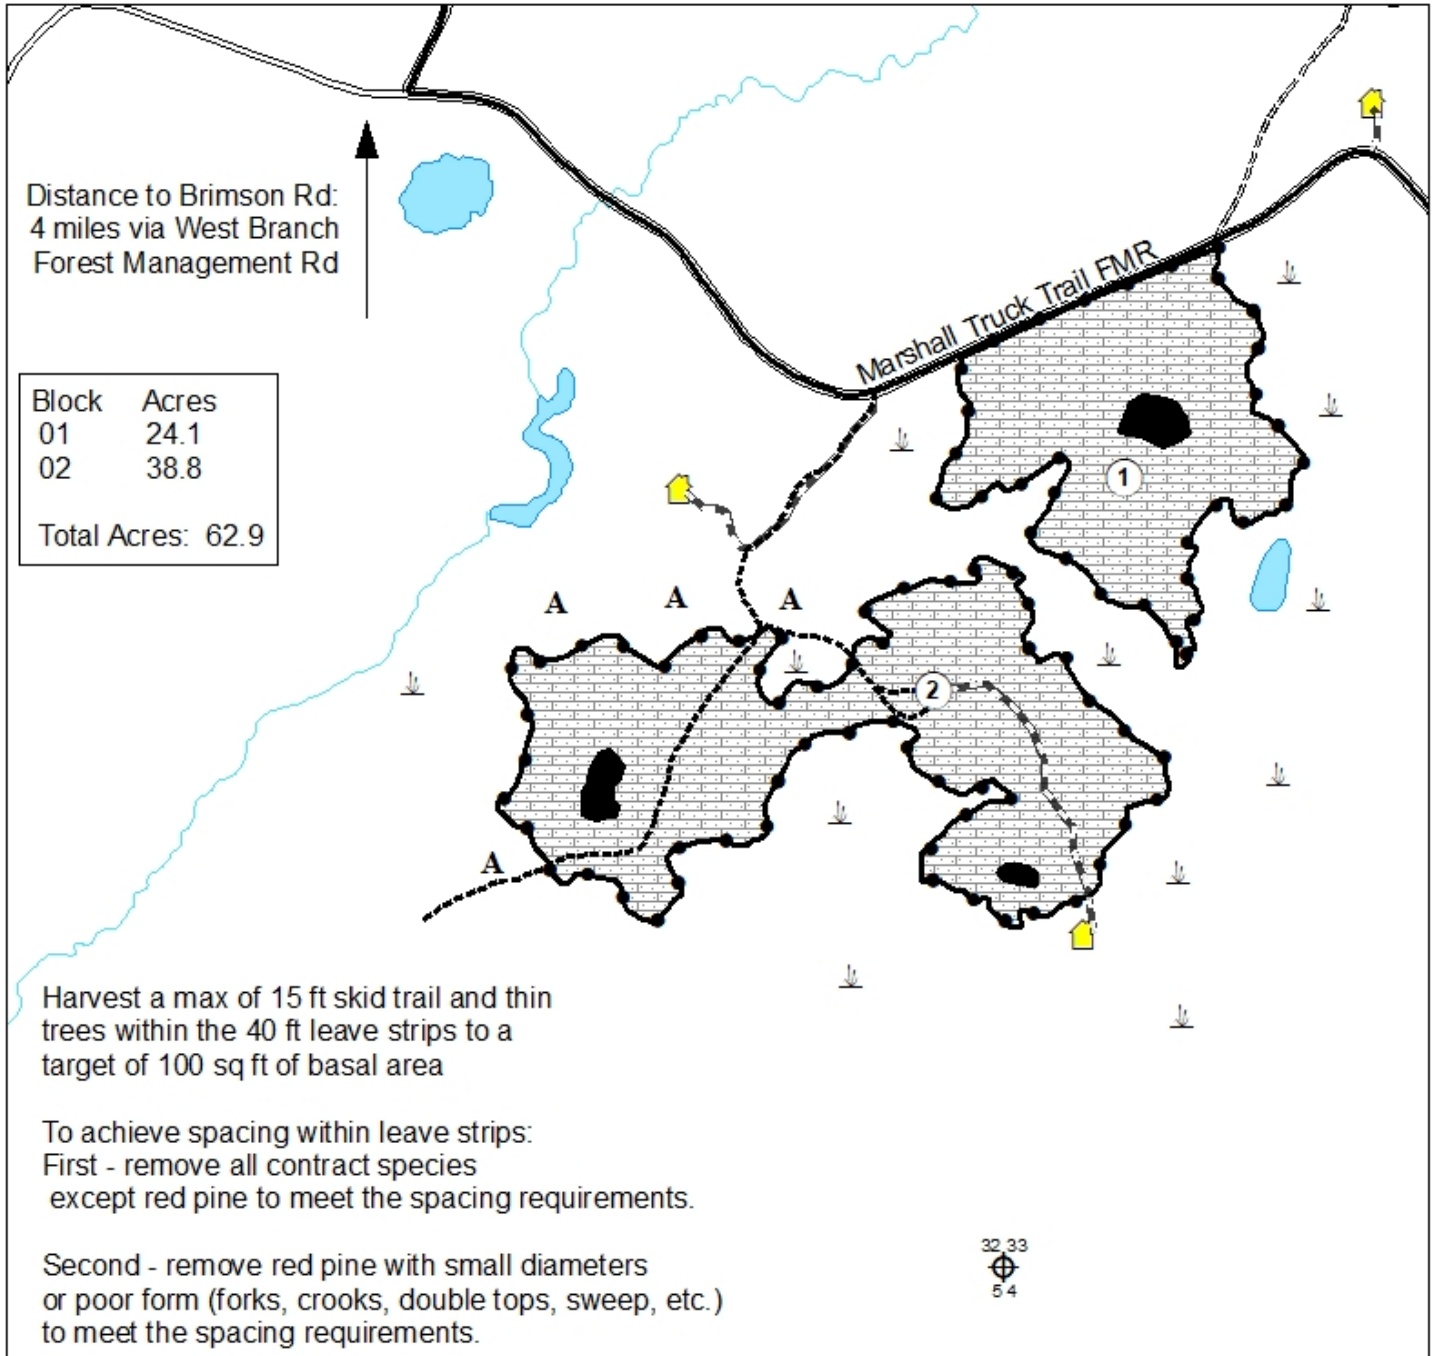 Distance to Brimson Rd:
4 miles via West Branch
Forest Management Rd
Marshall Truck Trail FMR
Block Acres
01 24.1
02 38.8
Total Acres: 62.9
1
A A A
2
A
Harvest a max of 15 ft skid trail and thin
trees within the 40 ft leave strips to a
target of 100 sq ft of basal area
To achieve spacing within leave strips:
First - remove all contract species
except red pine to meet the spacing requirements.
Second - remove red pine with small diameters
or poor form (forks, crooks, double tops, sweep, etc.)
to meet the spacing requirements.
32 33
5 4